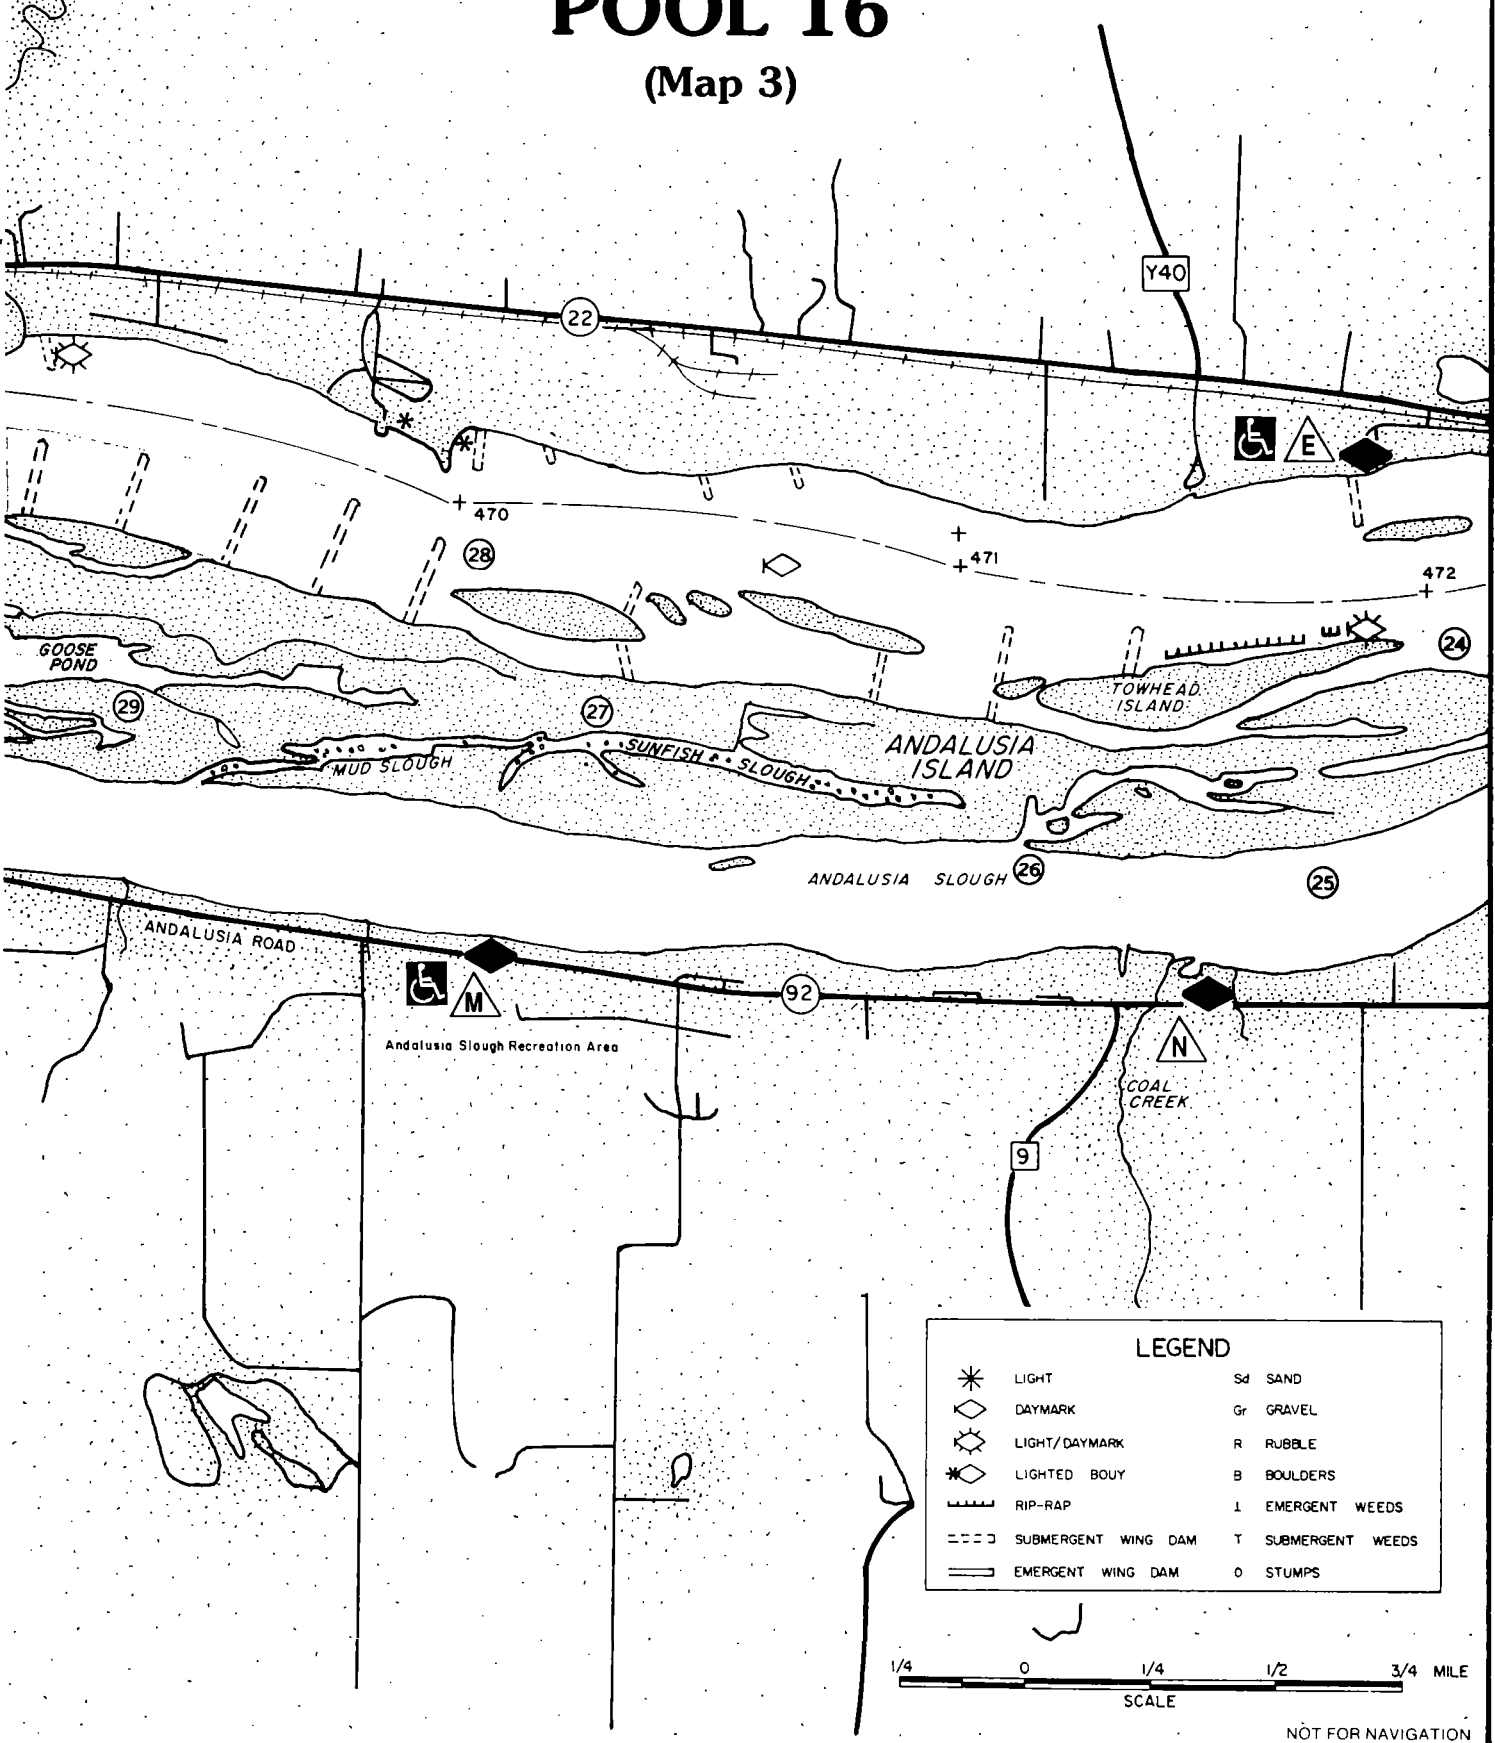 POOL 16
(Map 3)
Y40
22
E
470
28
471
472
24
GOOSE
POND
29
27
TOWHEAD
ISLAND
SUNFISH SLOUGH
MUD SLOUGH
ANDALUSIA
ISLAND
ANDALUSIA SLOUGH
26
25
ANDALUSIA ROAD
M
92
N
Andalusia Slough Recreation Area
COAL
CREEK
9
LEGEND
LIGHT Sd SAND
DAYMARK Gr GRAVEL
LIGHT/DAYMARK R RUBBLE
LIGHTED BOUY B BOULDERS
RIP-RAP ⊥ EMERGENT WEEDS
SUBMERGENT WING DAM T SUBMERGENT WEEDS
EMERGENT WING DAM O STUMPS
1/4 0 1/4 1/2 3/4 MILE
SCALE
NOT FOR NAVIGATION